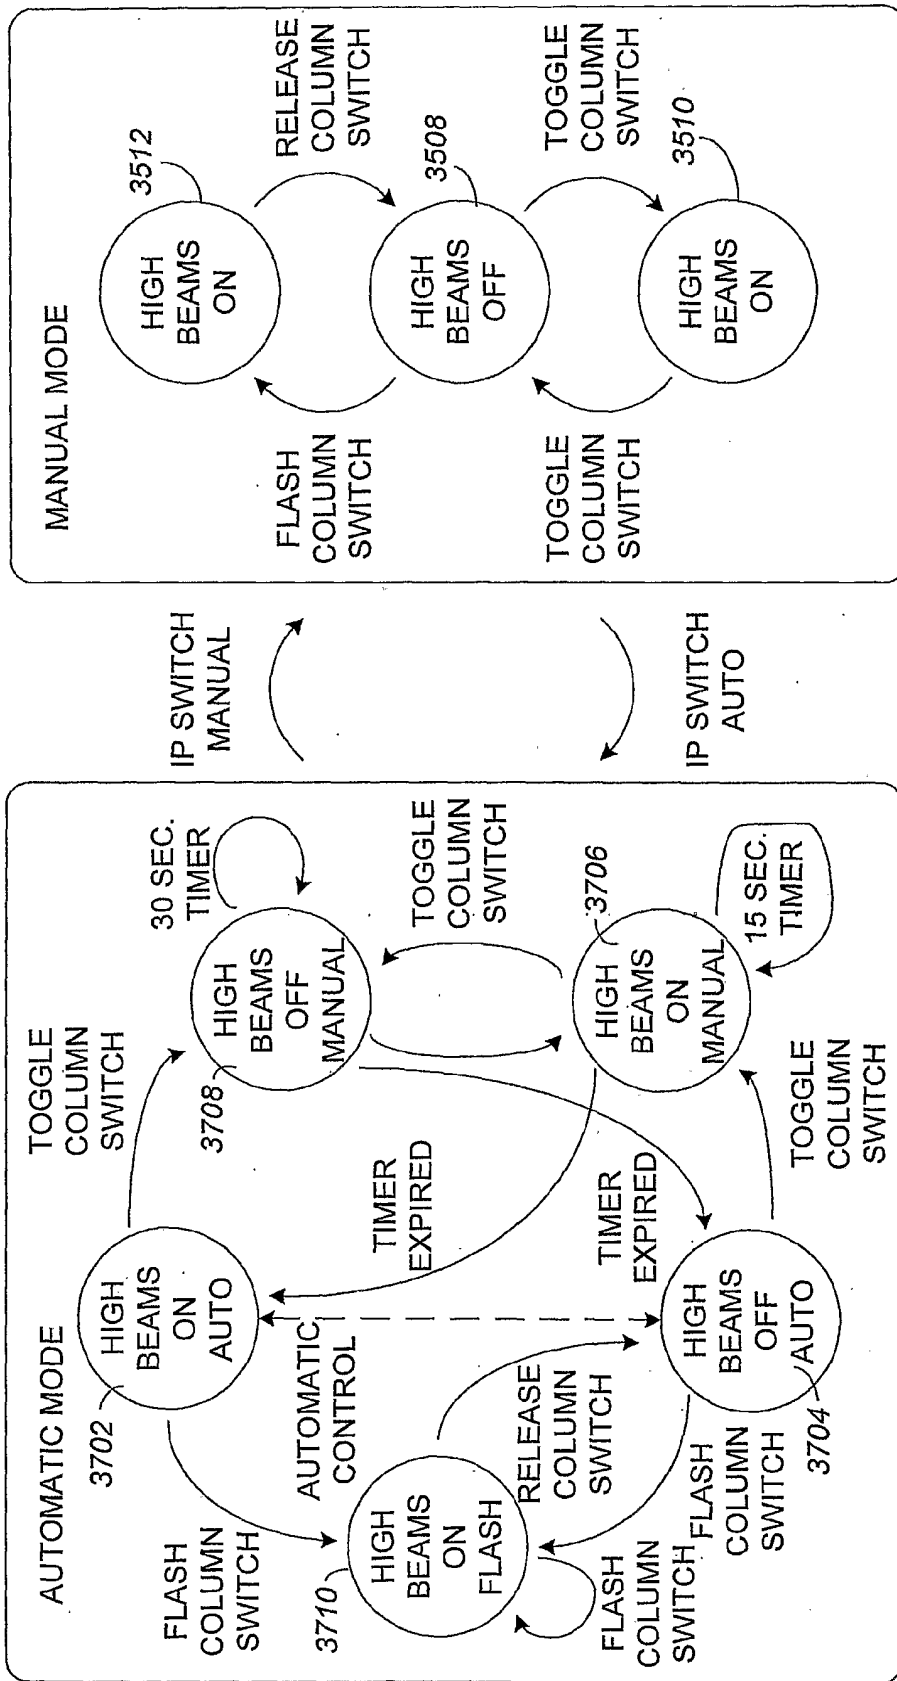 AUTOMATIC MODE
3702
HIGH
BEAMS
ON
AUTO
TOGGLE
COLUMN
SWITCH
3708
HIGH
BEAMS
OFF
MANUAL
30 SEC.
TIMER
FLASH
COLUMN
SWITCH
3710
HIGH
BEAMS
ON
FLASH
AUTOMATIC
CONTROL
TIMER
EXPIRED
TOGGLE
COLUMN
SWITCH
RELEASE
COLUMN
SWITCH
TIMER
EXPIRED
3706
HIGH
BEAMS
ON
MANUAL
15 SEC.
TIMER
FLASH
COLUMN
SWITCH
FLASH
COLUMN
SWITCH
HIGH
BEAMS
OFF
AUTO
3704
TOGGLE
COLUMN
SWITCH
IP SWITCH
MANUAL
IP SWITCH
AUTO
MANUAL MODE
3512
HIGH
BEAMS
ON
FLASH
COLUMN
SWITCH
RELEASE
COLUMN
SWITCH
3508
HIGH
BEAMS
OFF
TOGGLE
COLUMN
SWITCH
TOGGLE
COLUMN
SWITCH
3510
HIGH
BEAMS
ON